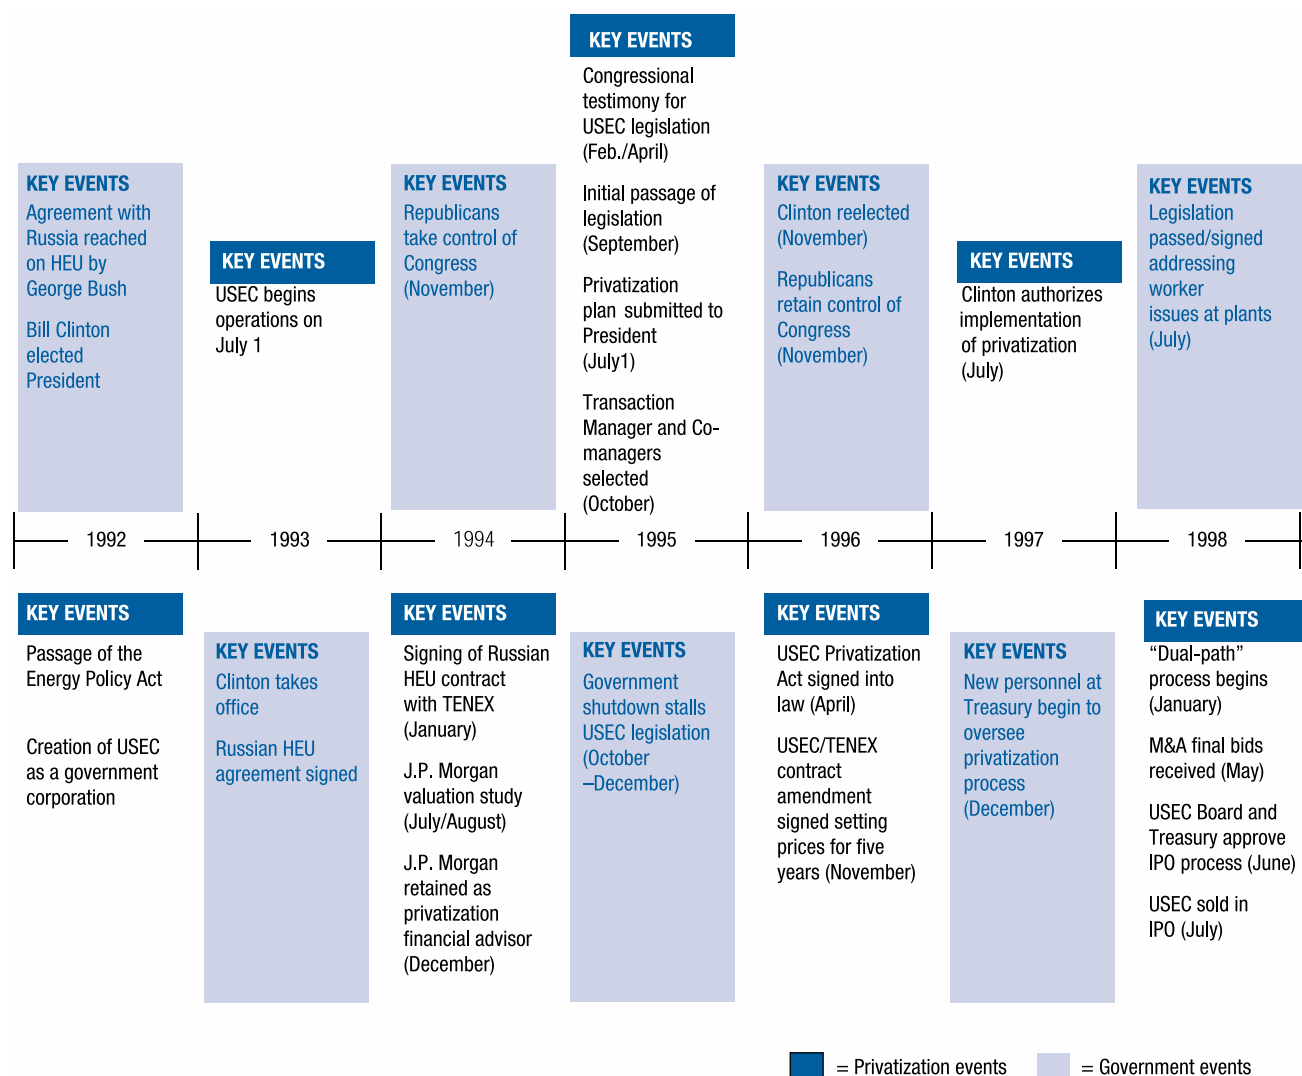 KEY EVENTS
Congressional
testimony for
USEC legislation
(Feb./April)
Initial passage of
legislation
(September)
Privatization
plan submitted to
President
(July1)
Transaction
Manager and Co-
managers
selected
(October)
KEY EVENTS
Agreement with
Russia reached
on HEU by
George Bush
Bill Clinton
elected
President
KEY EVENTS
USEC begins
operations on
July 1
KEY EVENTS
Republicans
take control of
Congress
(November)
KEY EVENTS
Clinton reelected
(November)
Republicans
retain control of
Congress
(November)
KEY EVENTS
Clinton authorizes
implementation
of privatization
(July)
KEY EVENTS
Legislation
passed/signed
addressing
worker
issues at plants
(July)
1992 1993 1994 1995 1996 1997 1998
KEY EVENTS
Passage of the
Energy Policy Act
Creation of USEC
as a government
corporation
KEY EVENTS
Clinton takes
office
Russian HEU
agreement signed
KEY EVENTS
Signing of Russian
HEU contract
with TENEX
(January)
J.P. Morgan
valuation study
(July/August)
J.P. Morgan
retained as
privatization
financial advisor
(December)
KEY EVENTS
Government
shutdown stalls
USEC legislation
(October
–December)
KEY EVENTS
USEC Privatization
Act signed into
law (April)
USEC/TENEX
contract
amendment
signed setting
prices for five
years (November)
KEY EVENTS
New personnel at
Treasury begin to
oversee
privatization
process
(December)
KEY EVENTS
“Dual-path”
process begins
(January)
M&A final bids
received (May)
USEC Board and
Treasury approve
IPO process (June)
USEC sold in
IPO (July)
= Privatization events = Government events